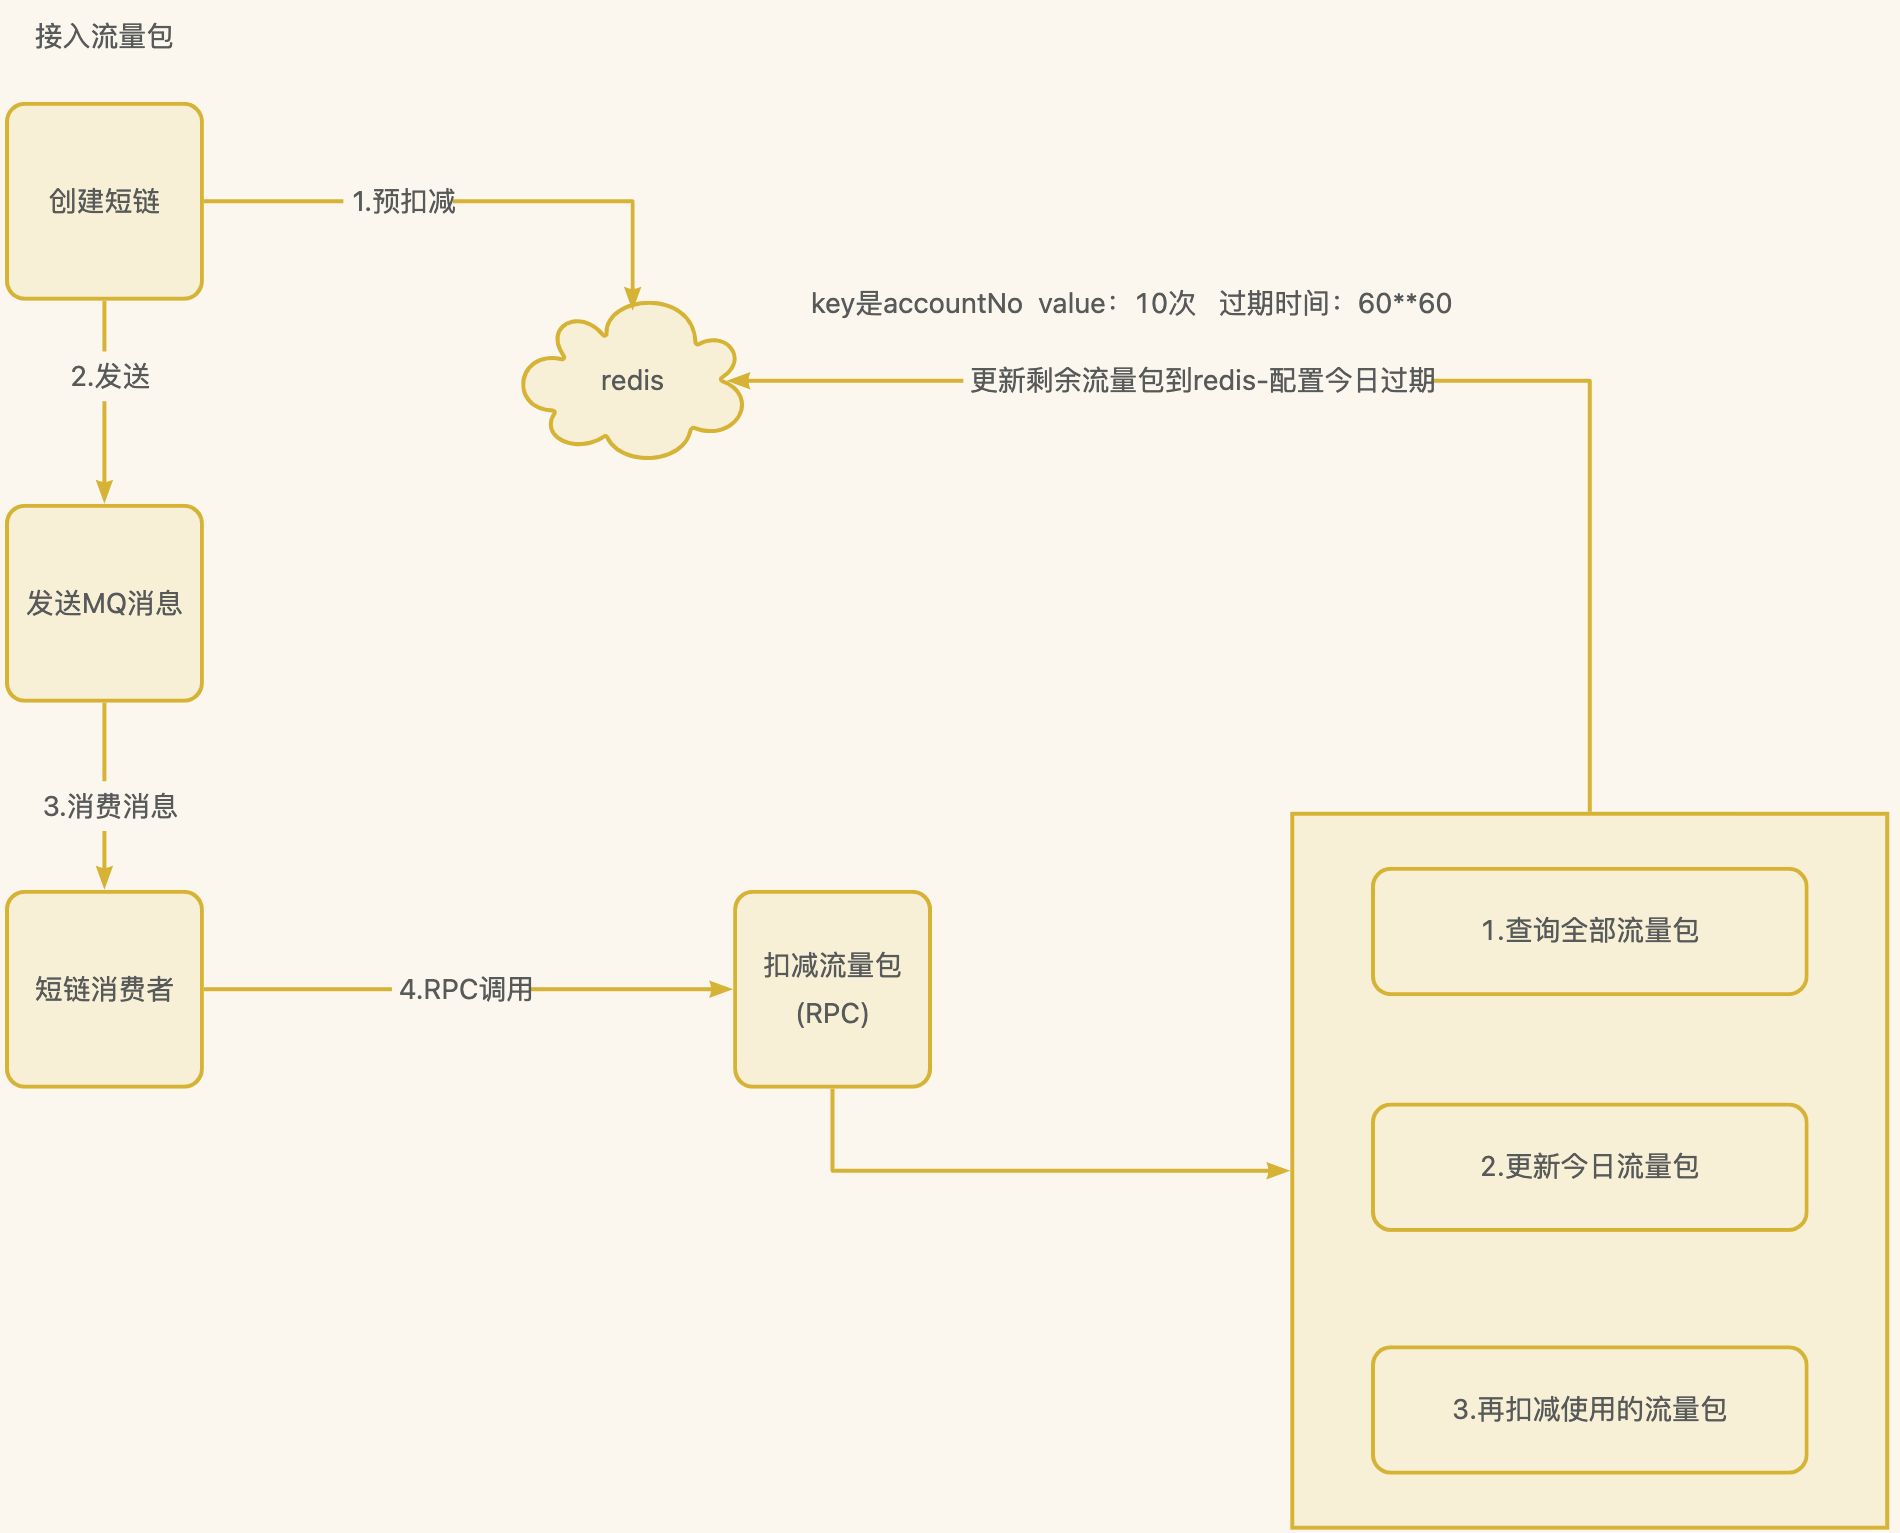 接入流量包
创建短链
1.预扣减
key是accountNo value：10次 过期时间：60**60
2.发送
redis
更新剩余流量包到redis-配置今日过期
发送MQ消息
3.消费消息
短链消费者
4.RPC调用
扣减流量包
(RPC)
1.查询全部流量包
2.更新今日流量包
3.再扣减使用的流量包